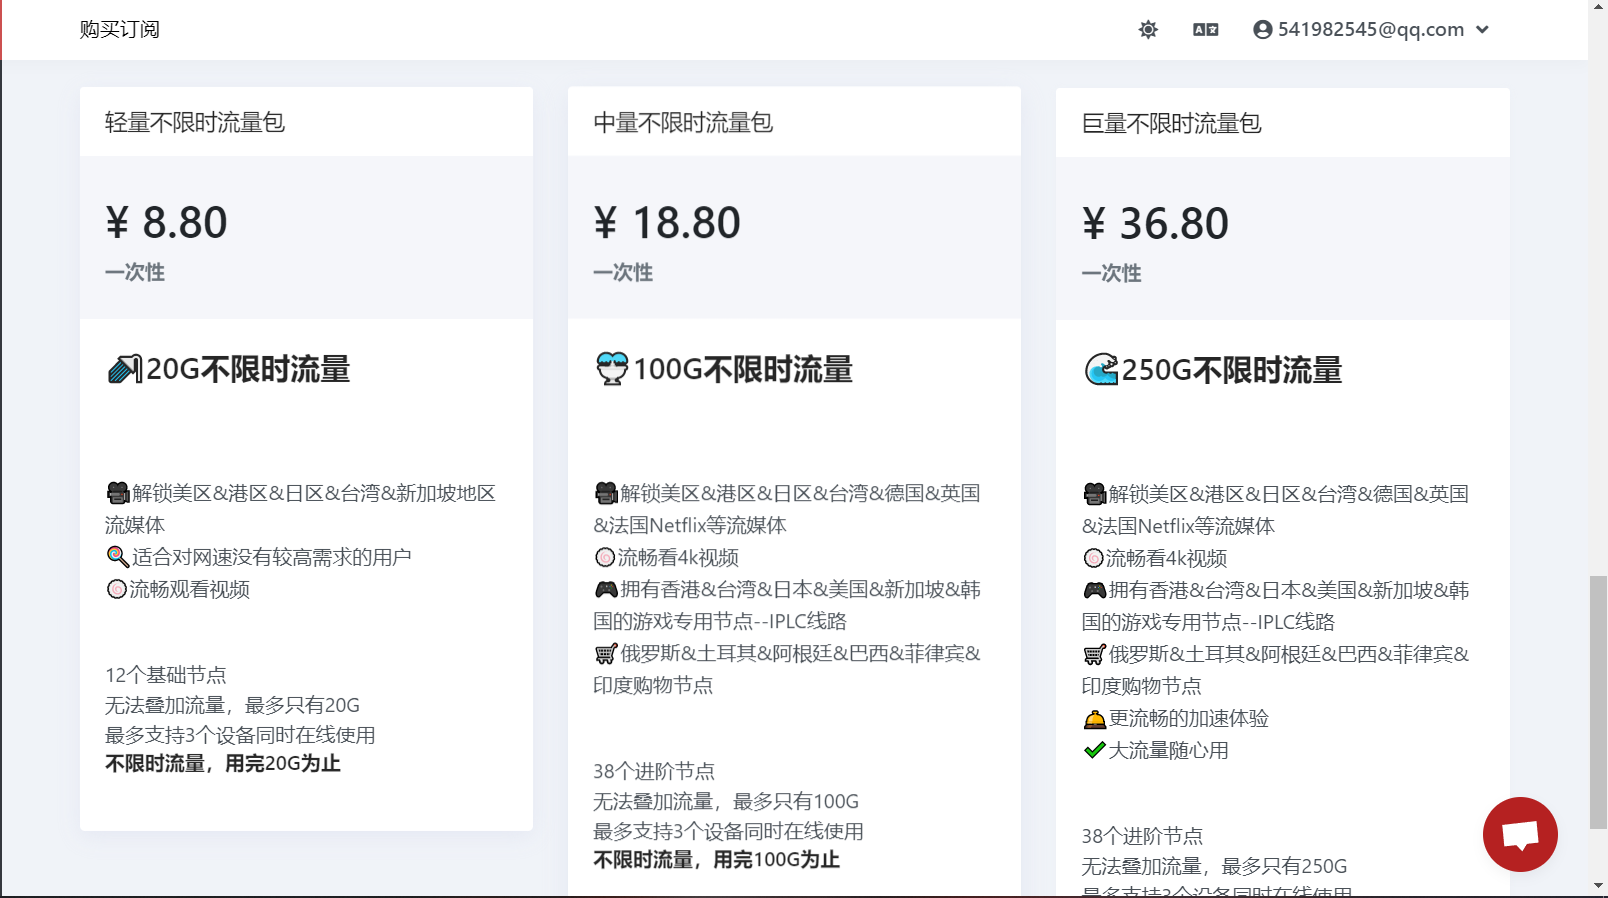 购买订阅
541982545@qq.com
轻量不限时流量包
¥ 8.80
一次性
20G不限时流量
解锁美区&港区&日区&台湾&新加坡地区
流媒体
适合对网速没有较高需求的用户
流畅观看视频
12个基础节点
无法叠加流量，最多只有20G
最多支持3个设备同时在线使用
不限时流量，用完20G为止
中量不限时流量包
¥ 18.80
一次性
100G不限时流量
解锁美区&港区&日区&台湾&德国&英国
&法国Netflix等流媒体
流畅看4k视频
拥有香港&台湾&日本&美国&新加坡&韩
国的游戏专用节点--IPLC线路
俄罗斯&土耳其&阿根廷&巴西&菲律宾&
印度购物节点
38个进阶节点
无法叠加流量，最多只有100G
最多支持3个设备同时在线使用
不限时流量，用完100G为止
巨量不限时流量包
¥ 36.80
一次性
250G不限时流量
解锁美区&港区&日区&台湾&德国&英国
&法国Netflix等流媒体
流畅看4k视频
拥有香港&台湾&日本&美国&新加坡&韩
国的游戏专用节点--IPLC线路
俄罗斯&土耳其&阿根廷&巴西&菲律宾&
印度购物节点
更流畅的加速体验
大流量随心用
38个进阶节点
无法叠加流量，最多只有250G
最多支持3个设备同时在线使用